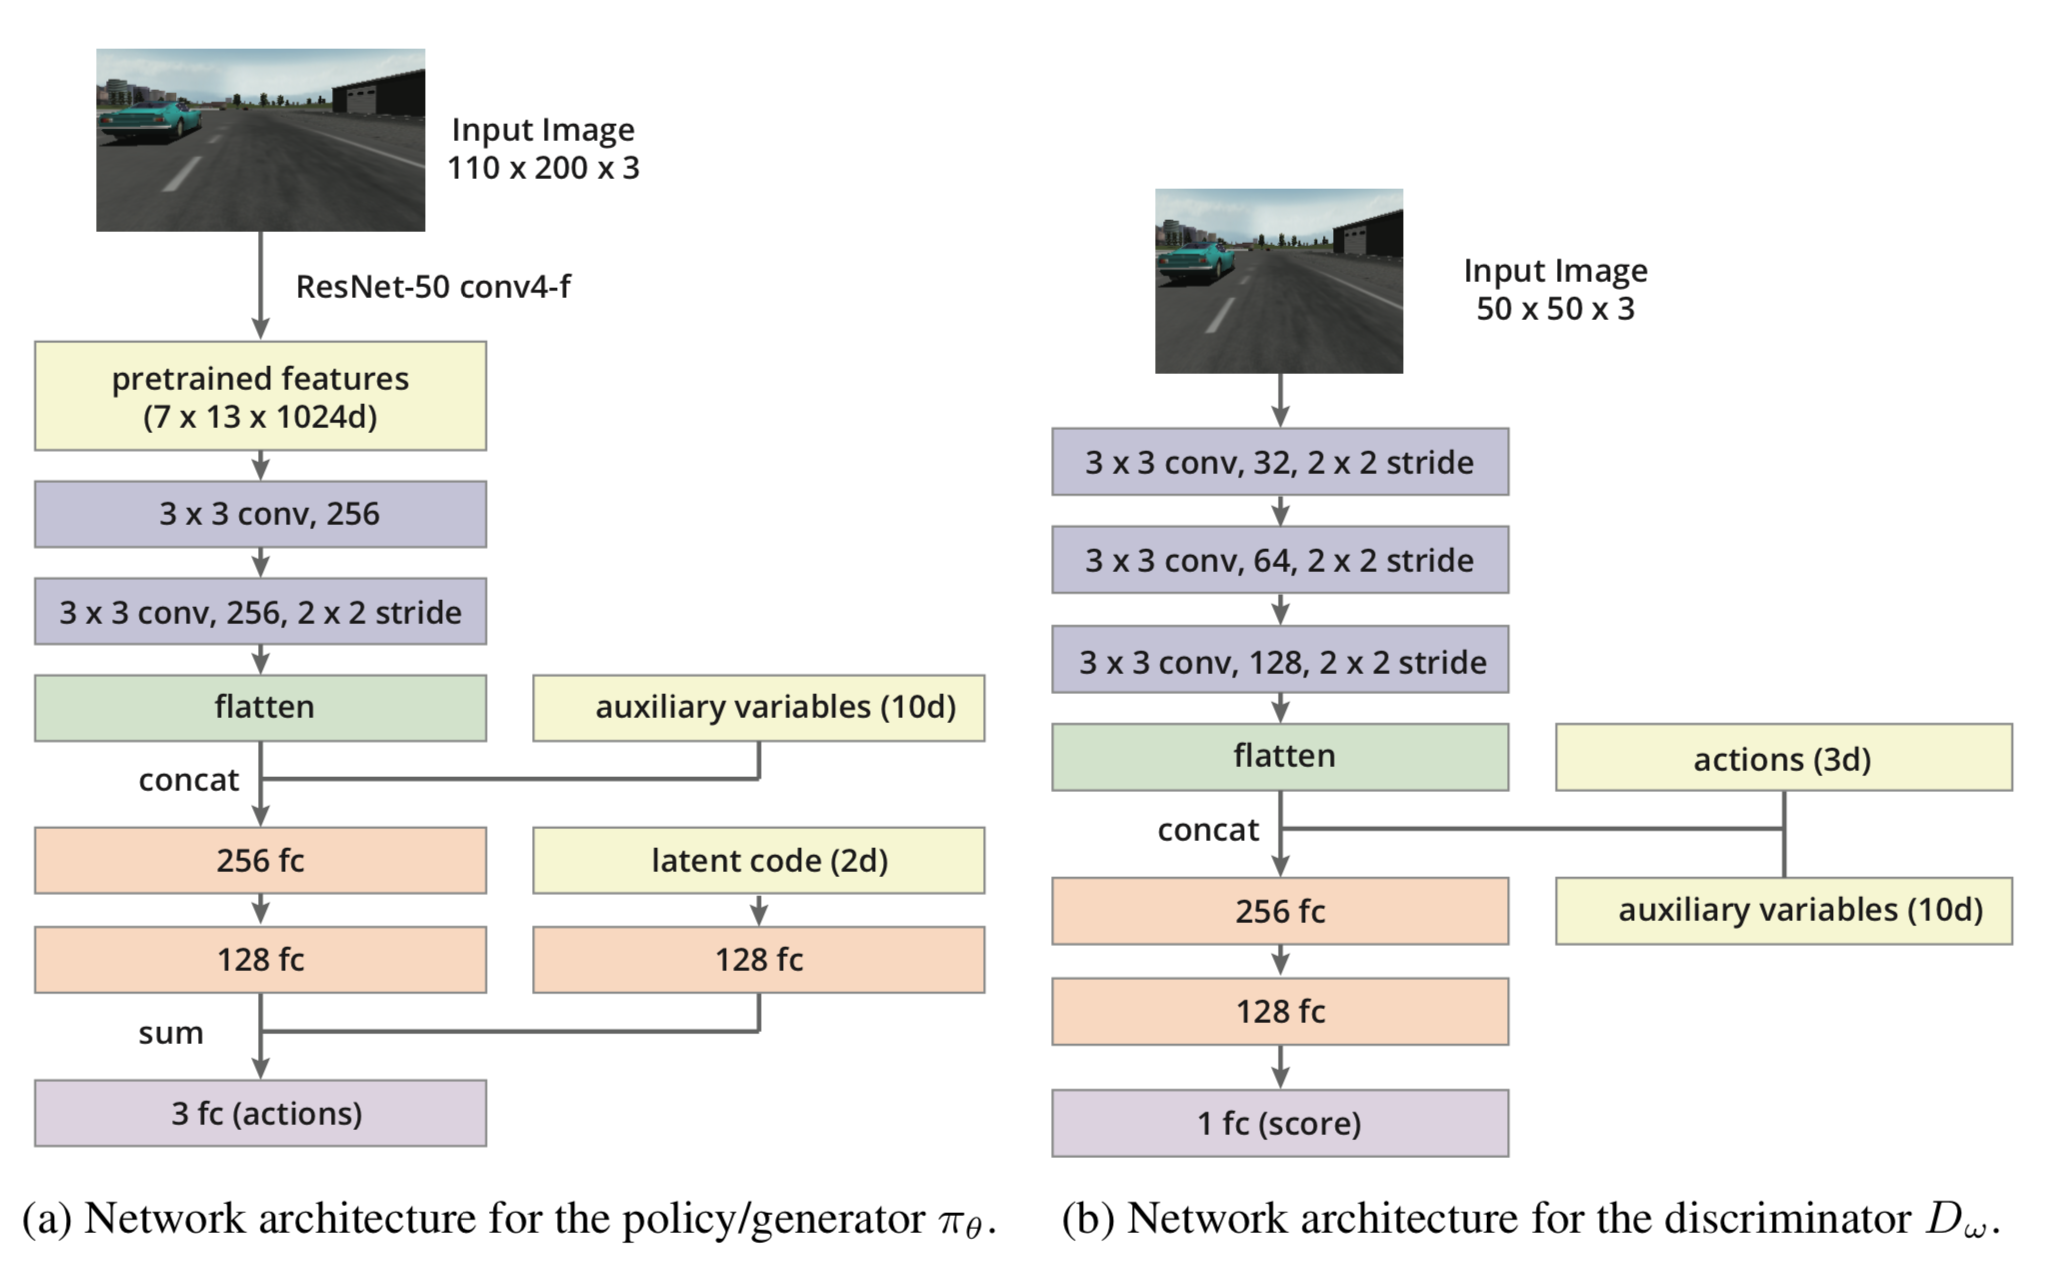 Input Image
110 x 200 x 3
ResNet-50 conv4-f
pretrained features
(7 x 13 x 1024d)
3 x 3 conv, 256
3 x 3 conv, 256, 2 x 2 stride
flatten
auxiliary variables (10d)
concat
256 fc
latent code (2d)
128 fc
128 fc
sum
3 fc (actions)
(a) Network architecture for the policy/generator πθ.
Input Image
50 x 50 x 3
3 x 3 conv, 32, 2 x 2 stride
3 x 3 conv, 64, 2 x 2 stride
3 x 3 conv, 128, 2 x 2 stride
flatten
actions (3d)
concat
256 fc
auxiliary variables (10d)
128 fc
1 fc (score)
(b) Network architecture for the discriminator Dω.